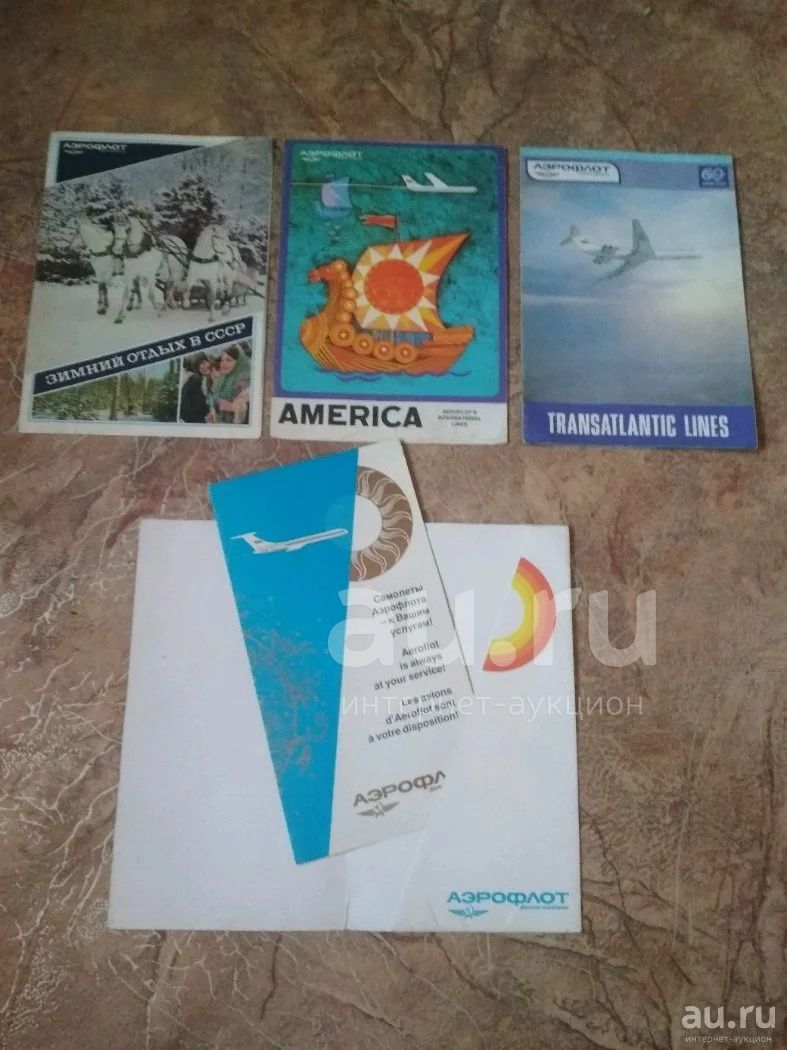 АЭРОФЛОТ
ЗИМНИЙ ОТДЫХ В СССР
АЭРОФЛОТ
AMERICA
AEROFLOT'S
INTERNATIONAL
LINES
АЭРОФЛОТ
60
TRANSATLANTIC LINES
Самолеты
Аэрофлота
– к Вашим
услугам!
Aeroflot
is always
at your service!
Les avions
d'Aeroflot sont
à votre disposition!
АЭРОФЛ
АЭРОФЛОТ
au.ru
интернет-аукцион
au.ru
интернет-аукцион